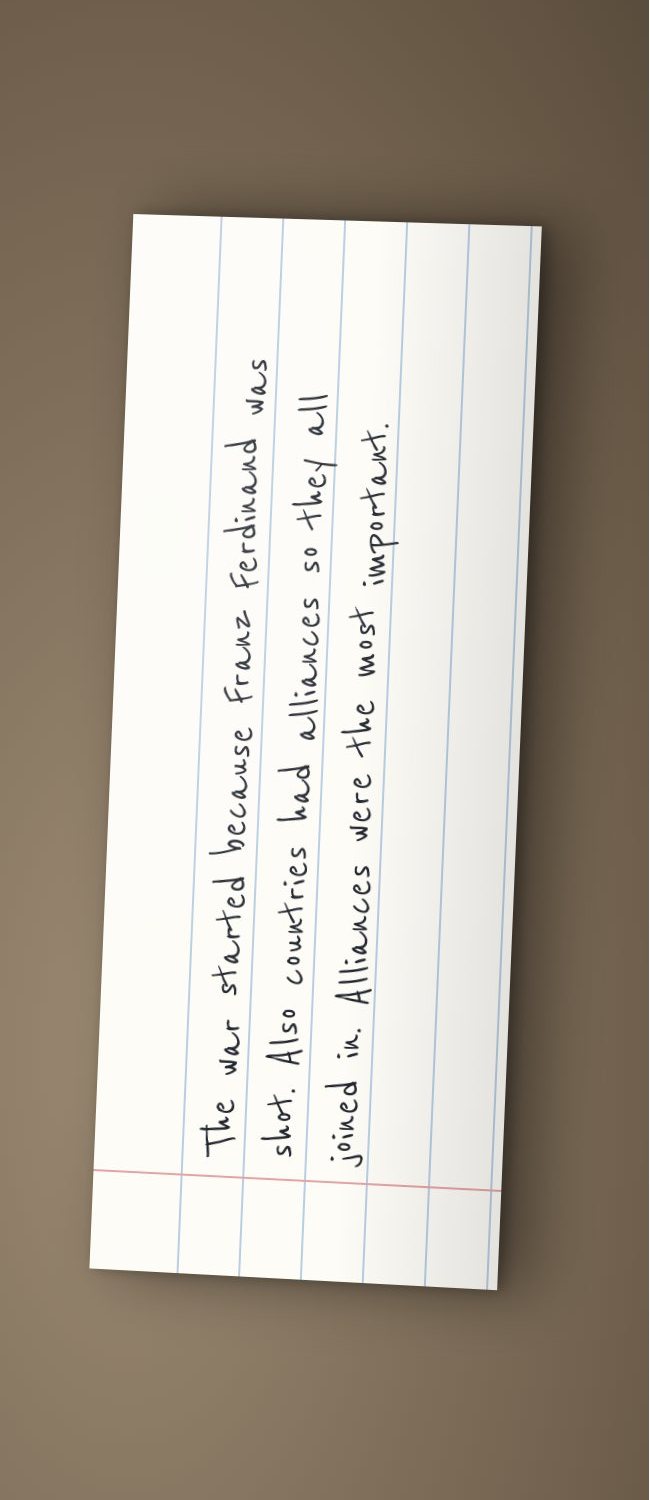 The war started because Franz Ferdinand was
shot. Also countries had alliances so they all
joined in. Alliances were the most important.